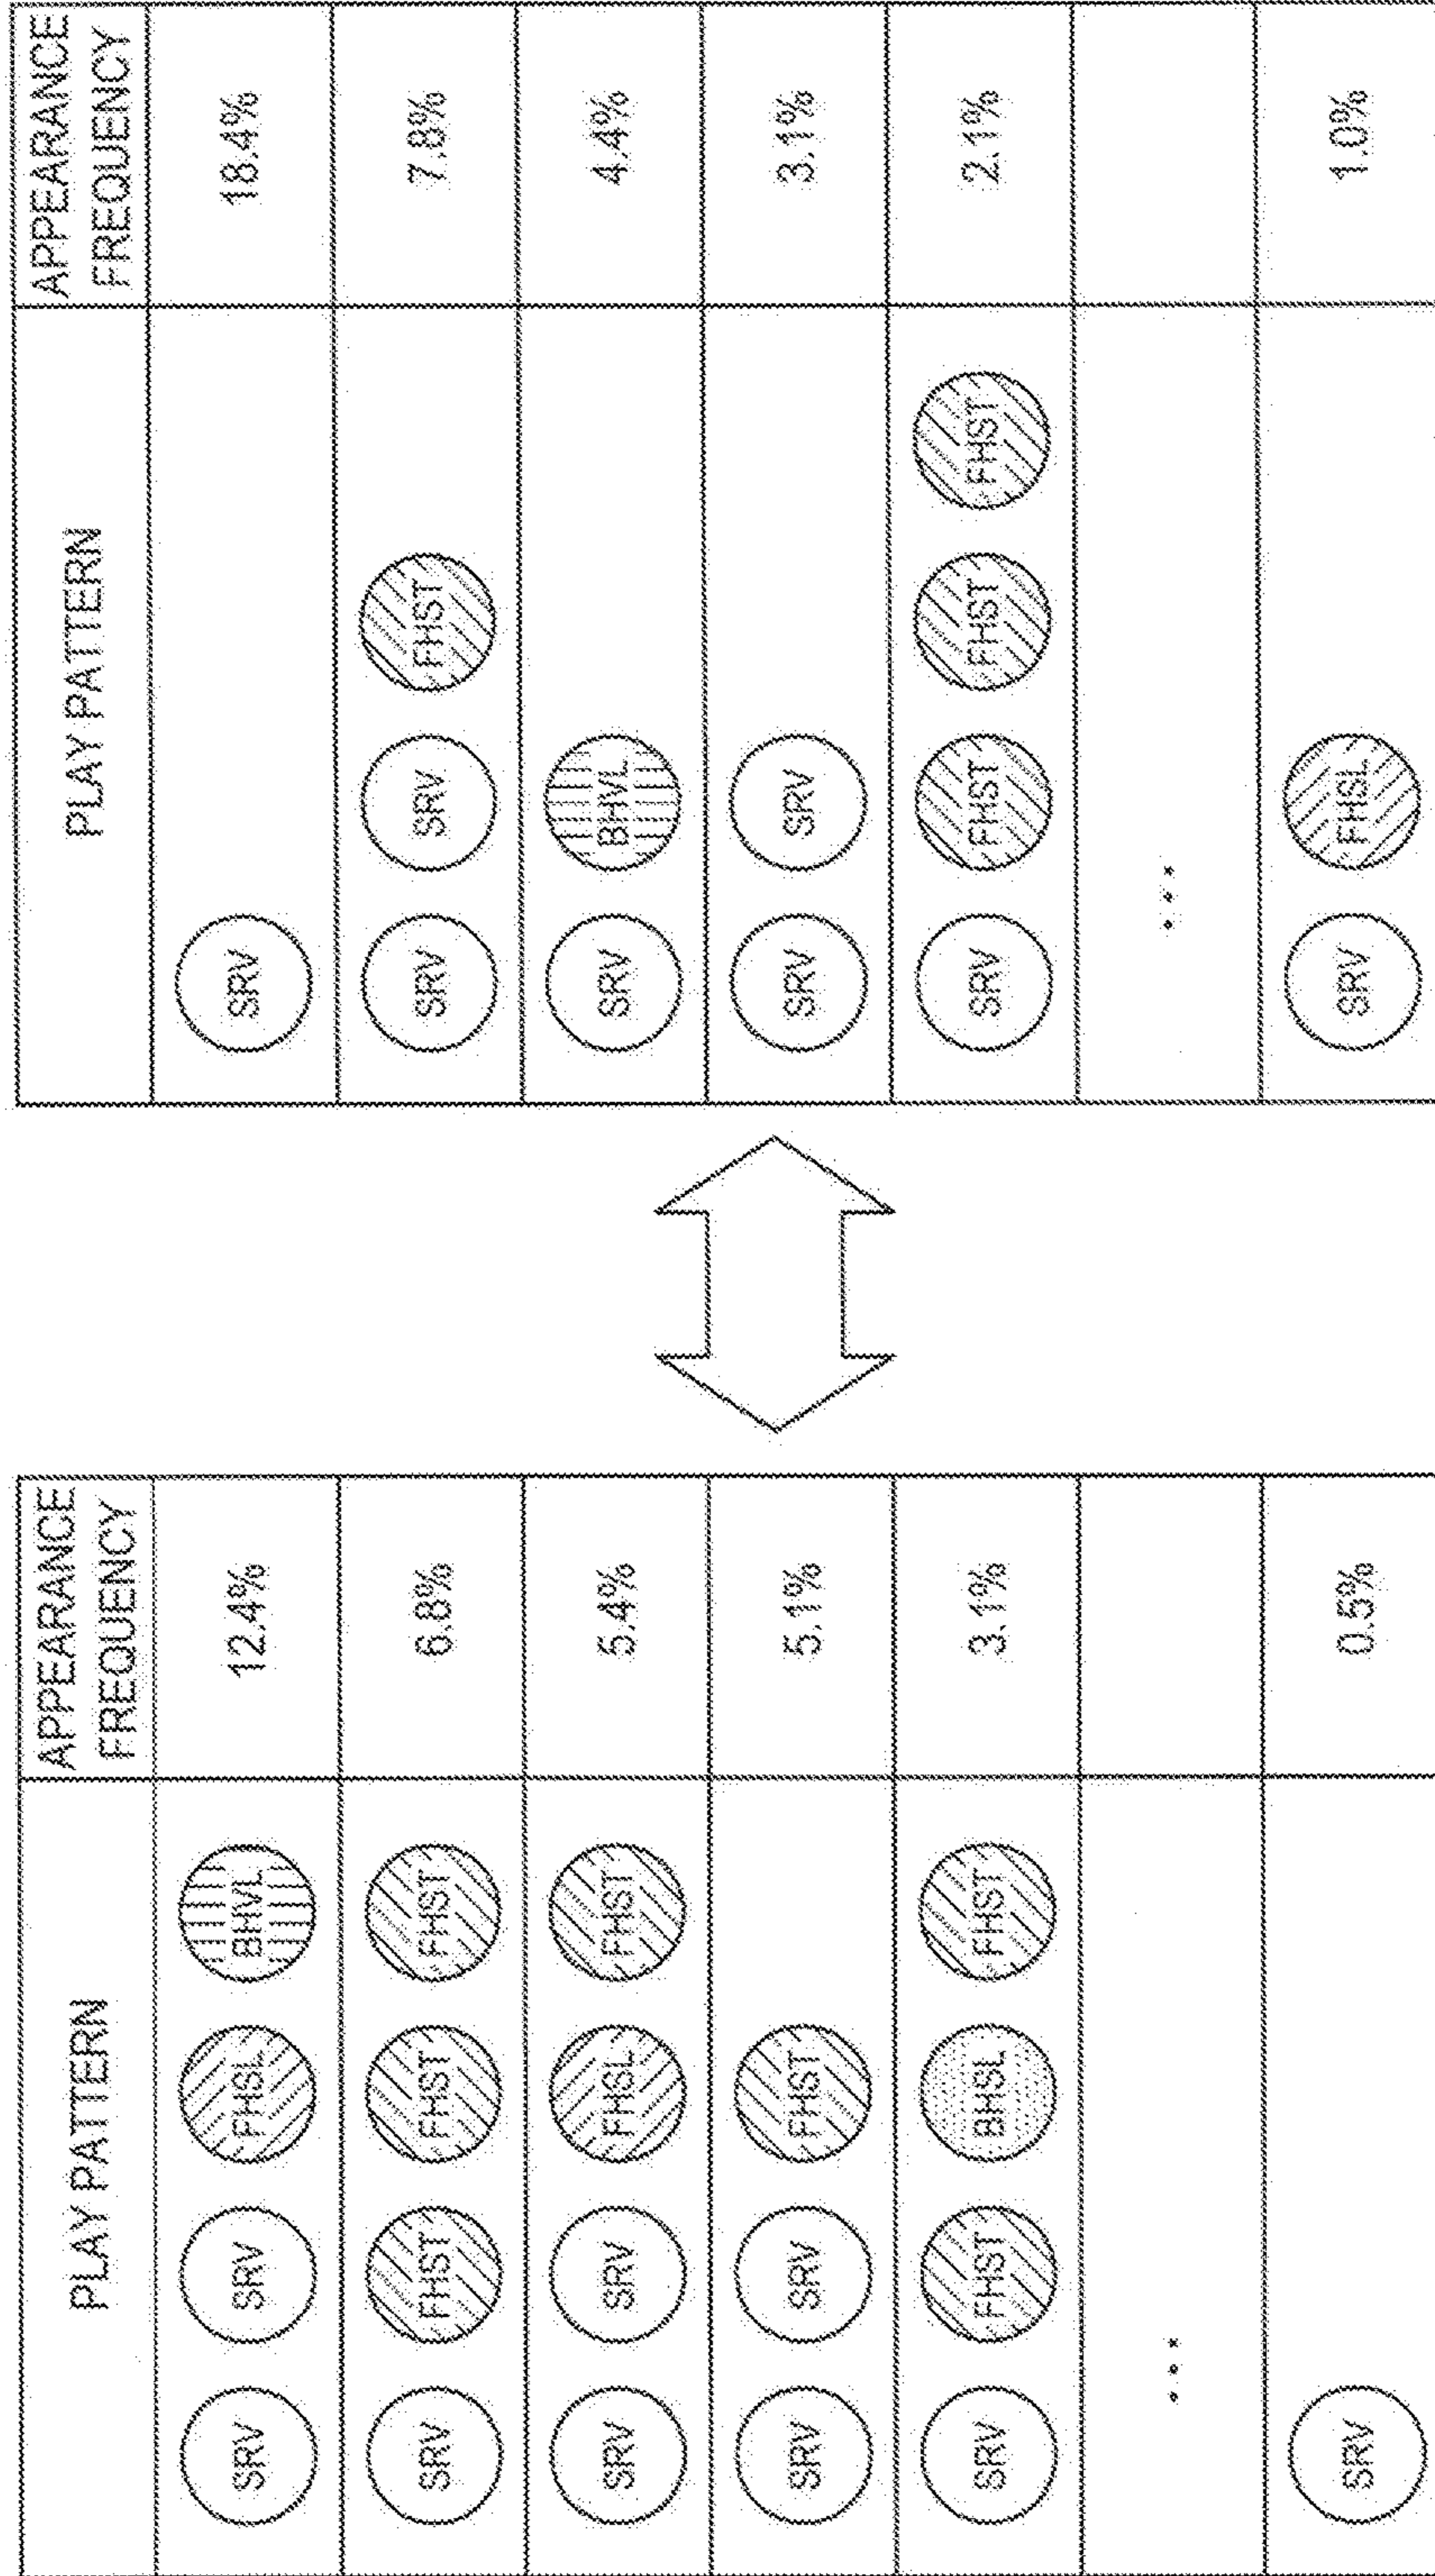 PLAY PATTERN APPEARANCE FREQUENCY
SRV SRV FHSL BHVL 12.4%
SRV FHST FHST FHST 6.8%
SRV SRV FHSL FHST 5.4%
SRV SRV FHST 5.1%
SRV FHST BHSL FHST 3.1%
...
SRV 0.5%
PLAY PATTERN APPEARANCE FREQUENCY
SRV 18.4%
SRV SRV FHST 7.8%
SRV BHVL 4.4%
SRV SRV 3.1%
SRV FHST FHST FHST 2.1%
...
SRV FHSL 1.0%